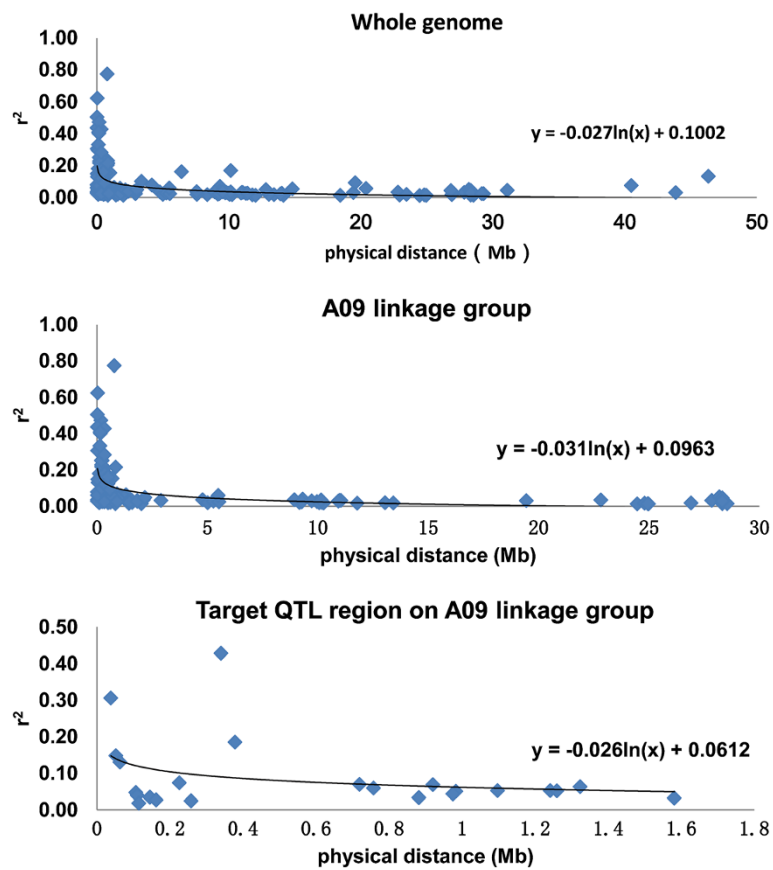 Whole genome
1.00
0.80
0.60
0.40
0.20
0.00
r²
y = -0.027ln(x) + 0.1002
0 10 20 30 40 50
physical distance ( Mb )
A09 linkage group
1.00
0.80
0.60
0.40
0.20
0.00
r²
y = -0.031ln(x) + 0.0963
0 5 10 15 20 25 30
physical distance (Mb)
Target QTL region on A09 linkage group
0.50
0.40
0.30
0.20
0.10
0.00
r²
y = -0.026ln(x) + 0.0612
0 0.2 0.4 0.6 0.8 1 1.2 1.4 1.6 1.8
physical distance (Mb)